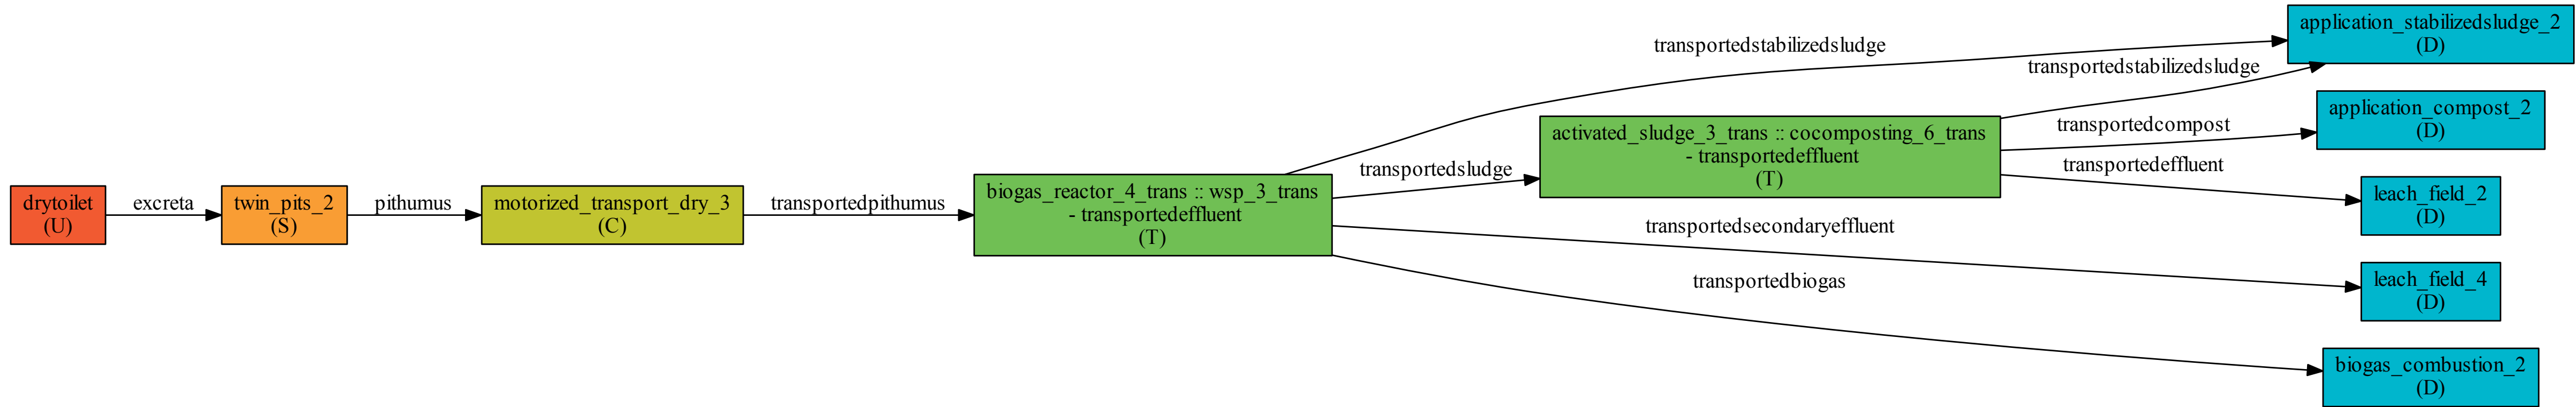 drytoilet
(U)
excreta
twin_pits_2
(S)
pithumus
motorized_transport_dry_3
(C)
transportedpithumus
biogas_reactor_4_trans :: wsp_3_trans
- transportedeffluent
(T)
transportedstabilizedsludge
transportedsludge
transportedsecondaryeffluent
transportedbiogas
activated_sludge_3_trans :: cocomposting_6_trans
- transportedeffluent
(T)
transportedstabilizedsludge
transportedcompost
transportedeffluent
application_stabilizedsludge_2
(D)
application_compost_2
(D)
leach_field_2
(D)
leach_field_4
(D)
biogas_combustion_2
(D)